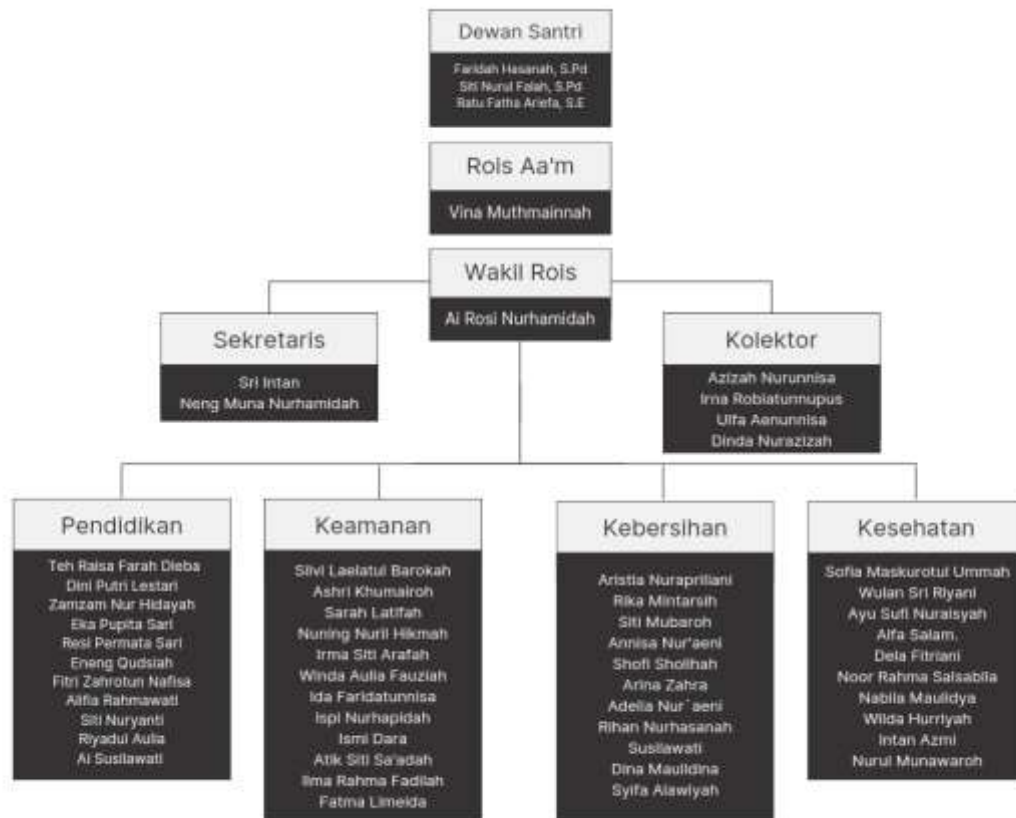 Dewan Santri
Faridah Hasanah, S.Pd
Siti Nurul Falah, S.Pd
Ratu Fatha Ariefa, S.E
Rois Aa'm
Vina Muthmainnah
Wakil Rois
Ai Rosi Nurhamidah
Sekretaris
Sri Intan
Neng Muna Nurhamidah
Kolektor
Azizah Nurunnisa
Irna Robiatunnupus
Ulfa Aenunnisa
Dinda Nurazizah
Pendidikan
Teh Raisa Farah Dieba
Dini Putri Lestari
Zamzam Nur Hidayah
Eka Pupita Sari
Resi Permata Sari
Eneng Qudsiah
Fitri Zahrotun Nafisa
Alifia Rahmawati
Siti Nuryanti
Riyadul Aulia
Ai Susilawati
Keamanan
Silvi Laelatul Barokah
Ashri Khumairoh
Sarah Latifah
Nuning Nuril Hikmah
Irma Siti Arafah
Winda Aulia Fauziah
Ida Faridatunnisa
Ispi Nurhapidah
Ismi Dara
Atik Siti Sa'adah
Ilma Rahma Fadilah
Fatma Limeida
Kebersihan
Aristia Nurapriliani
Rika Mintarsih
Siti Mubaroh
Annisa Nur'aeni
Shofi Sholihah
Arina Zahra
Adelia Nur`aeni
Rihan Nurhasanah
Susilawati
Dina Maulidina
Syifa Alawiyah
Kesehatan
Sofia Maskurotul Ummah
Wulan Sri Riyani
Ayu Sufi Nuraisyah
Alfa Salam.
Dela Fitriani
Noor Rahma Salsabila
Nabila Maulidya
Wilda Hurriyah
Intan Azmi
Nurul Munawaroh